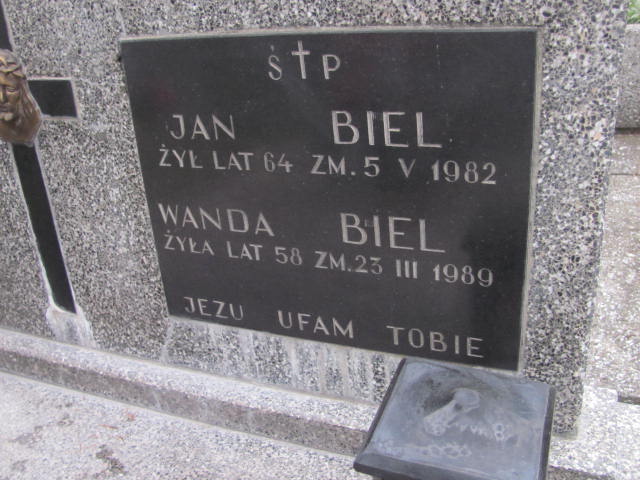 Ś†P
JAN BIEL
ŻYŁ LAT 64 ZM. 5 V 1982
WANDA BIEL
ŻYŁA LAT 58 ZM. 23 III 1989
JEZU UFAM TOBIE